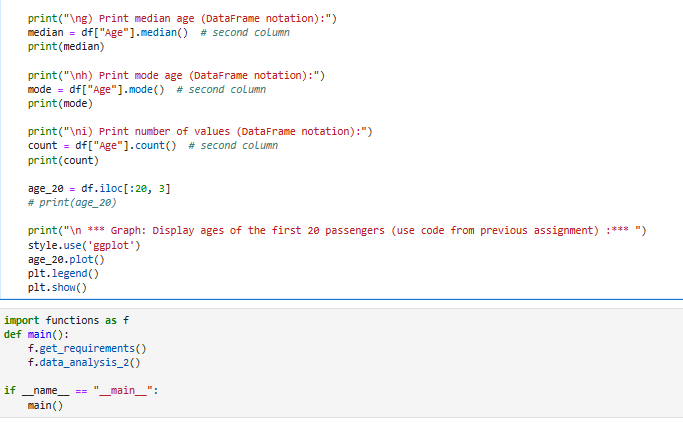 print("\ng) Print median age (DataFrame notation):")
median = df["Age"].median()  # second column
print(median)
print("\nh) Print mode age (DataFrame notation):")
mode = df["Age"].mode()  # second column
print(mode)
print("\ni) Print number of values (DataFrame notation):")
count = df["Age"].count()  # second column
print(count)
age_20 = df.iloc[:20, 3]
# print(age_20)
print("\n *** Graph: Display ages of the first 20 passengers (use code from previous assignment) :*** ")
style.use('ggplot')
age_20.plot()
plt.legend()
plt.show()
import functions as f
def main():
    f.get_requirements()
    f.data_analysis_2()
if __name__ == "__main__":
    main()